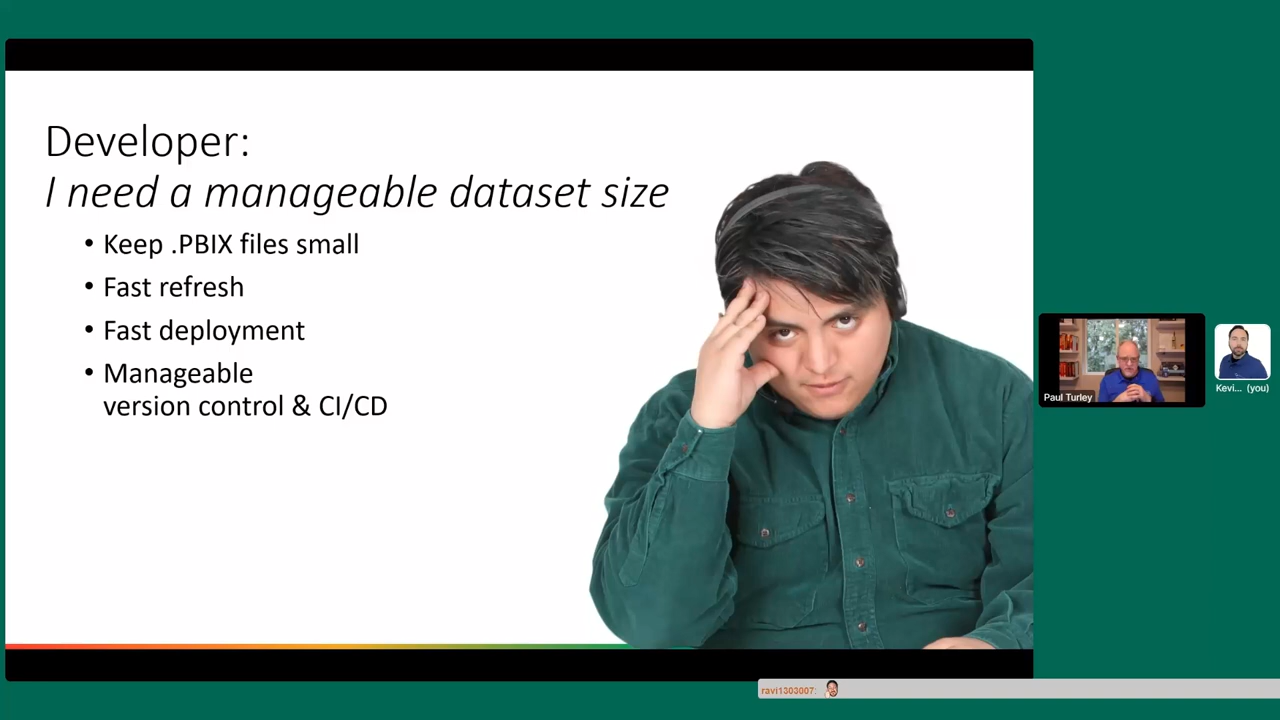 Developer:
I need a manageable dataset size
• Keep .PBIX files small
• Fast refresh
• Fast deployment
• Manageable
version control & CI/CD
Paul Turley
Kevi... (you)
ravi1303007: